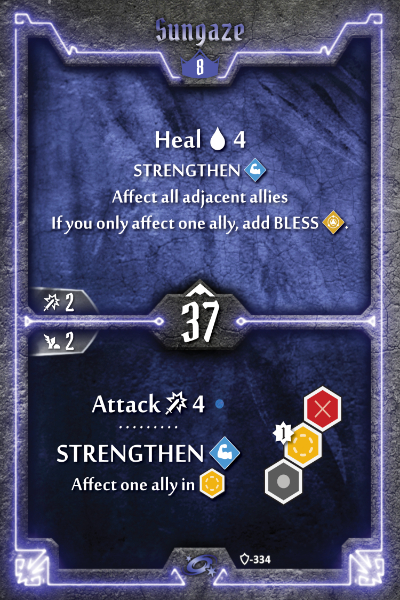 Sungaze
8
Heal 4
STRENGTHEN
Affect all adjacent allies
If you only affect one ally, add BLESS .
2
37
2
Attack 4
STRENGTHEN
Affect one ally in
1
-334